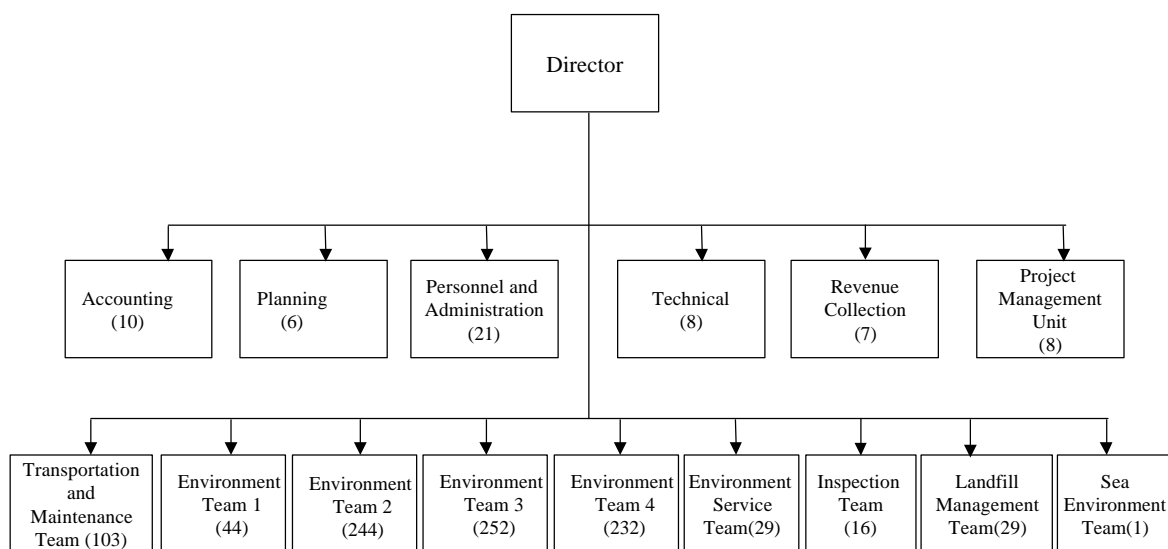 Director
Accounting
(10)
Planning
(6)
Personnel and
Administration
(21)
Technical
(8)
Revenue
Collection
(7)
Project
Management
Unit
(8)
Transportation
and
Maintenance
Team (103)
Environment
Team 1
(44)
Environment
Team 2
(244)
Environment
Team 3
(252)
Environment
Team 4
(232)
Environment
Service
Team(29)
Inspection
Team
(16)
Landfill
Management
Team(29)
Sea
Environment
Team(1)